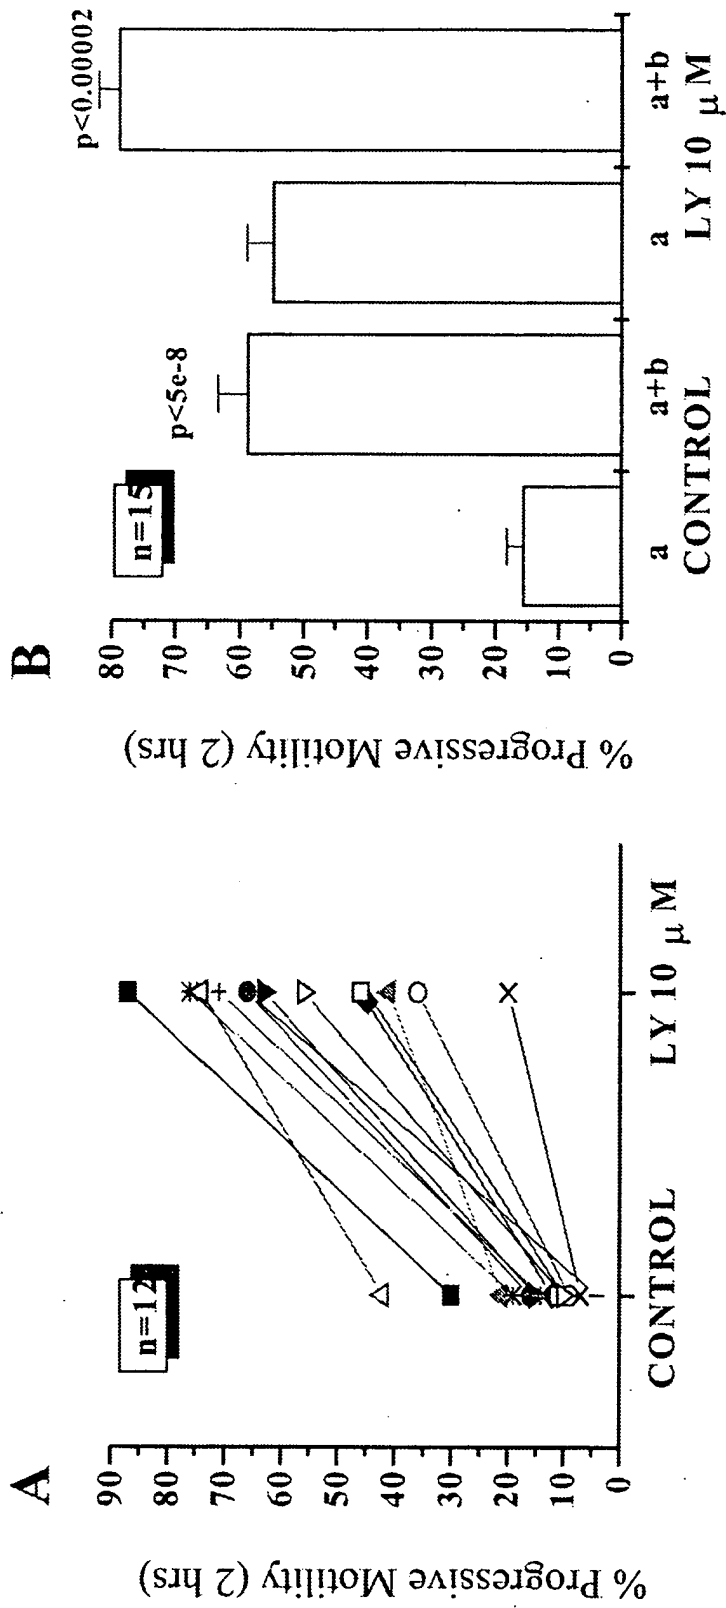 A
n=12
% Progressive Motility (2 hrs)
90
80
70
60
50
40
30
20
10
0
CONTROL
LY 10 μM
B
n=15
% Progressive Motility (2 hrs)
80
70
60
50
40
30
20
10
0
p<5e-8
p<0.00002
a
a+b
a
a+b
CONTROL
LY 10 μM